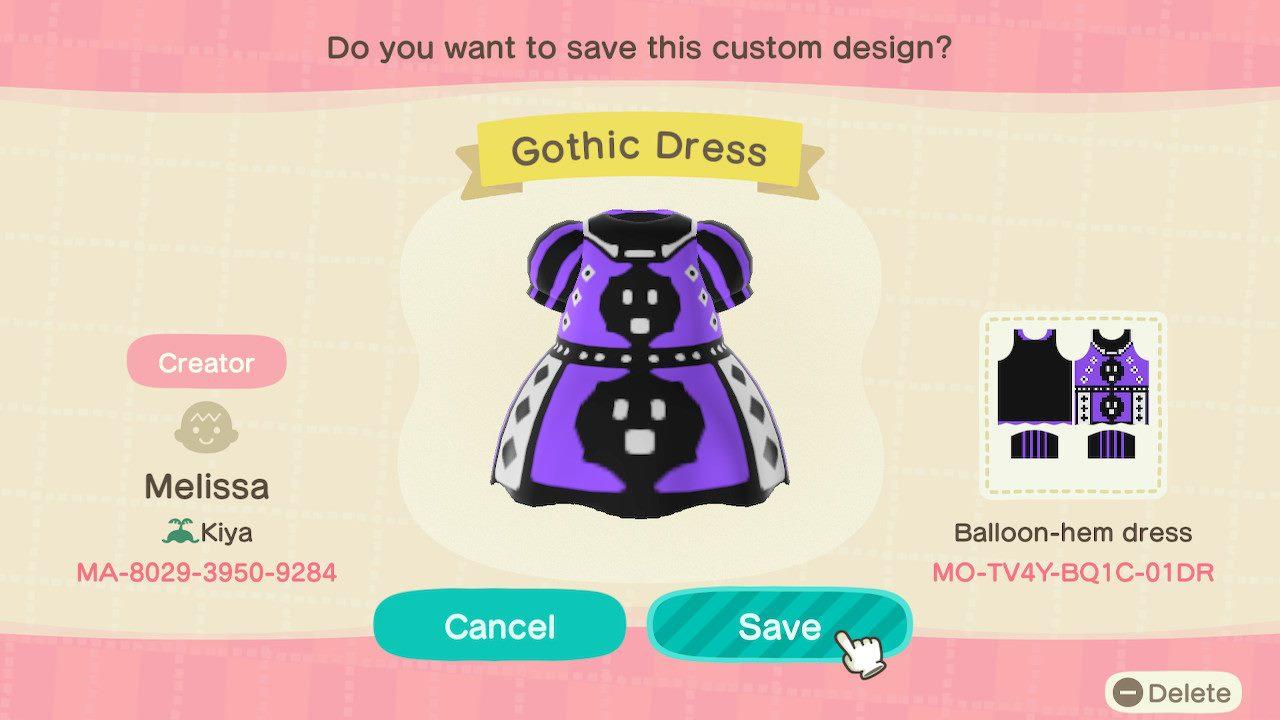 Do you want to save this custom design?
Gothic Dress
Creator
Melissa
Kiya
MA-8029-3950-9284
Balloon-hem dress
MO-TV4Y-BQ1C-01DR
Cancel
Save
Delete